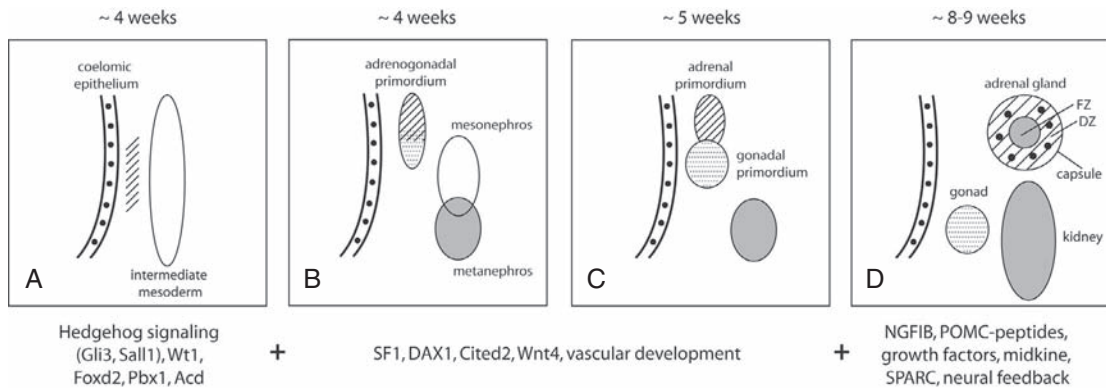 ~ 4 weeks
~ 4 weeks
~ 5 weeks
~ 8-9 weeks
coelomic
epithelium
intermediate
mesoderm
A
adrenogonadal
primordium
mesonephros
metanephros
B
adrenal
primordium
gonadal
primordium
C
adrenal gland
FZ
DZ
capsule
gonad
kidney
D
Hedgehog signaling
(Gli3, Sall1), Wt1,
Foxd2, Pbx1, Acd
+
SF1, DAX1, Cited2, Wnt4, vascular development
+
NGFIB, POMC-peptides,
growth factors, midkine,
SPARC, neural feedback